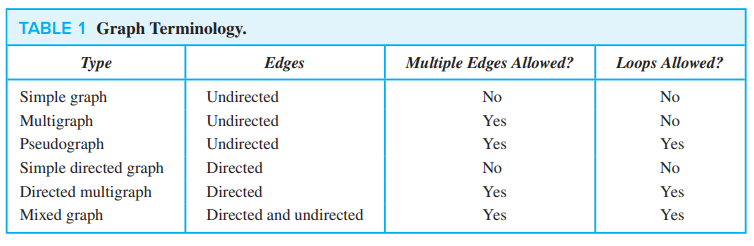 TABLE 1 Graph Terminology.
Type Edges Multiple Edges Allowed? Loops Allowed?
Simple graph Undirected No No
Multigraph Undirected Yes No
Pseudograph Undirected Yes Yes
Simple directed graph Directed No No
Directed multigraph Directed Yes Yes
Mixed graph Directed and undirected Yes Yes